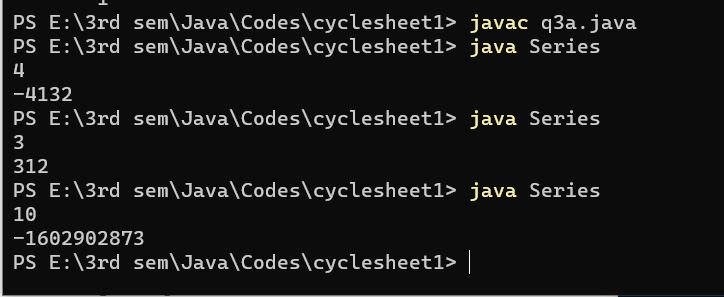 PS E:\3rd sem\Java\Codes\cyclesheet1> javac q3a.java
PS E:\3rd sem\Java\Codes\cyclesheet1> java Series
4
-4132
PS E:\3rd sem\Java\Codes\cyclesheet1> java Series
3
312
PS E:\3rd sem\Java\Codes\cyclesheet1> java Series
10
-1602902873
PS E:\3rd sem\Java\Codes\cyclesheet1>